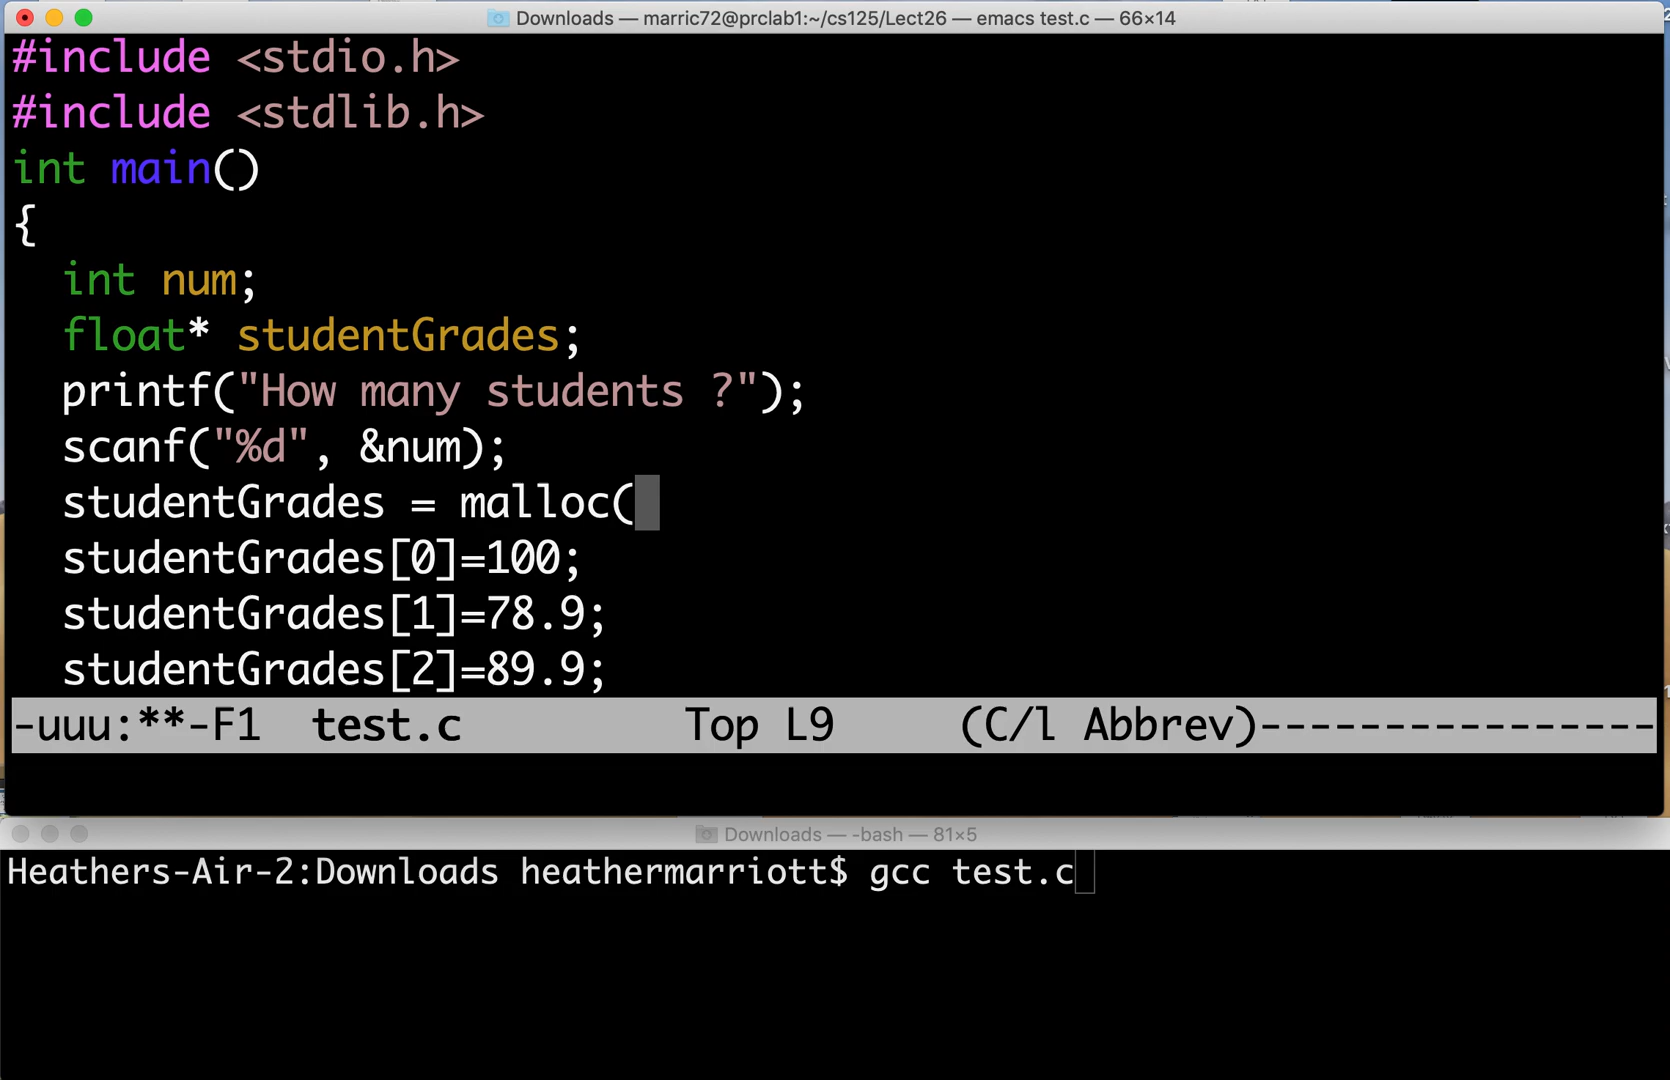 Downloads — marric72@prclab1:~/cs125/Lect26 — emacs test.c — 66×14
#include <stdio.h>
#include <stdlib.h>
int main()
{
  int num;
  float* studentGrades;
  printf("How many students ?");
  scanf("%d", &num);
  studentGrades = malloc(
  studentGrades[0]=100;
  studentGrades[1]=78.9;
  studentGrades[2]=89.9;
-uuu:**-F1  test.c         Top L9     (C/l Abbrev)----------------
Downloads — -bash — 81×5
Heathers-Air-2:Downloads heathermarriott$ gcc test.c